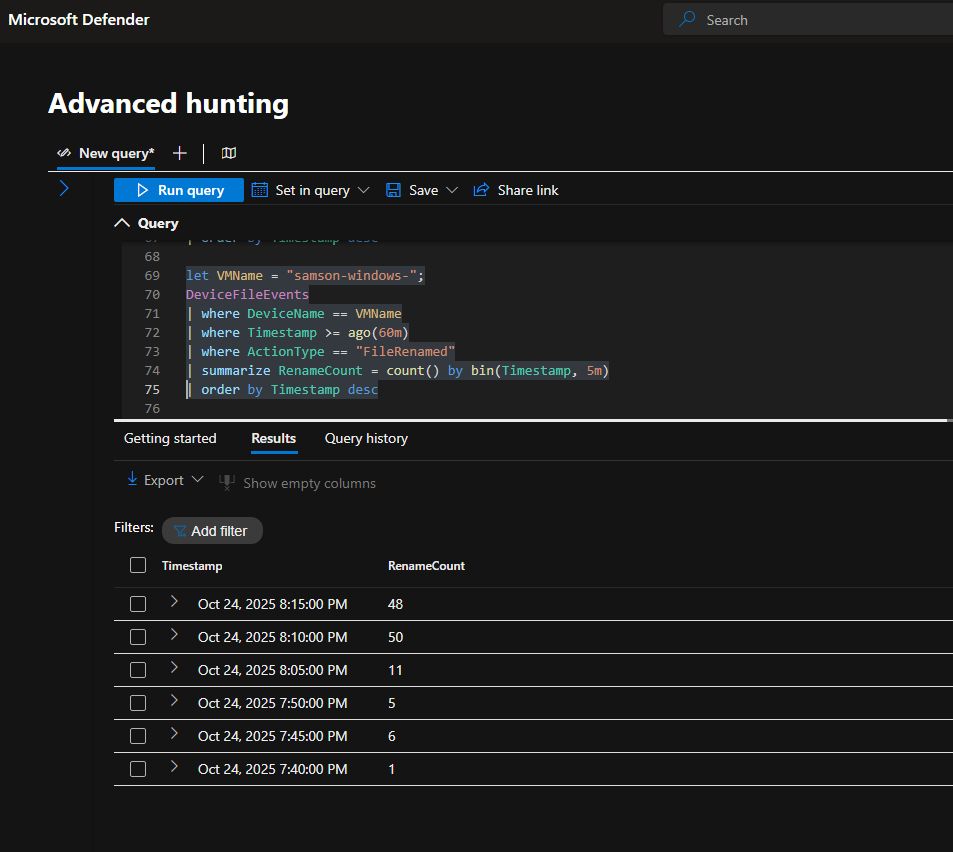 Microsoft Defender
Search
Advanced hunting
New query*
Run query Set in query Save Share link
Query
67 | order by Timestamp desc
68
69 let VMName = "samson-windows-";
70 DeviceFileEvents
71 | where DeviceName == VMName
72 | where Timestamp >= ago(60m)
73 | where ActionType == "FileRenamed"
74 | summarize RenameCount = count() by bin(Timestamp, 5m)
75 | order by Timestamp desc
76
Getting started Results Query history
Export Show empty columns
Filters: Add filter
Timestamp RenameCount
Oct 24, 2025 8:15:00 PM 48
Oct 24, 2025 8:10:00 PM 50
Oct 24, 2025 8:05:00 PM 11
Oct 24, 2025 7:50:00 PM 5
Oct 24, 2025 7:45:00 PM 6
Oct 24, 2025 7:40:00 PM 1